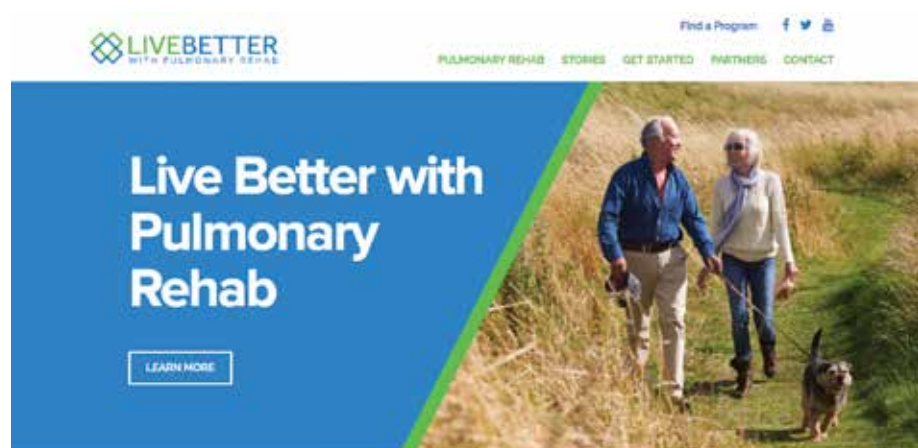 Find a Program
LIVEBETTER
WITH PULMONARY REHAB
PULMONARY REHAB STORIES GET STARTED PARTNERS CONTACT
Live Better with
Pulmonary
Rehab
LEARN MORE